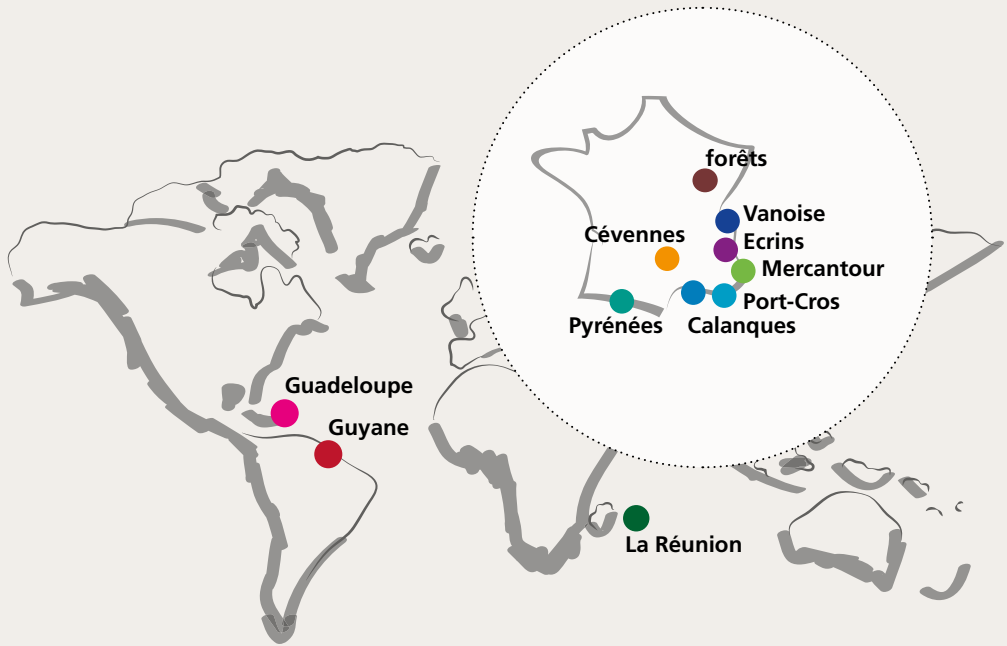 forêts
Vanoise
Cévennes
Ecrins
Mercantour
Port-Cros
Pyrénées
Calanques
Guadeloupe
Guyane
La Réunion